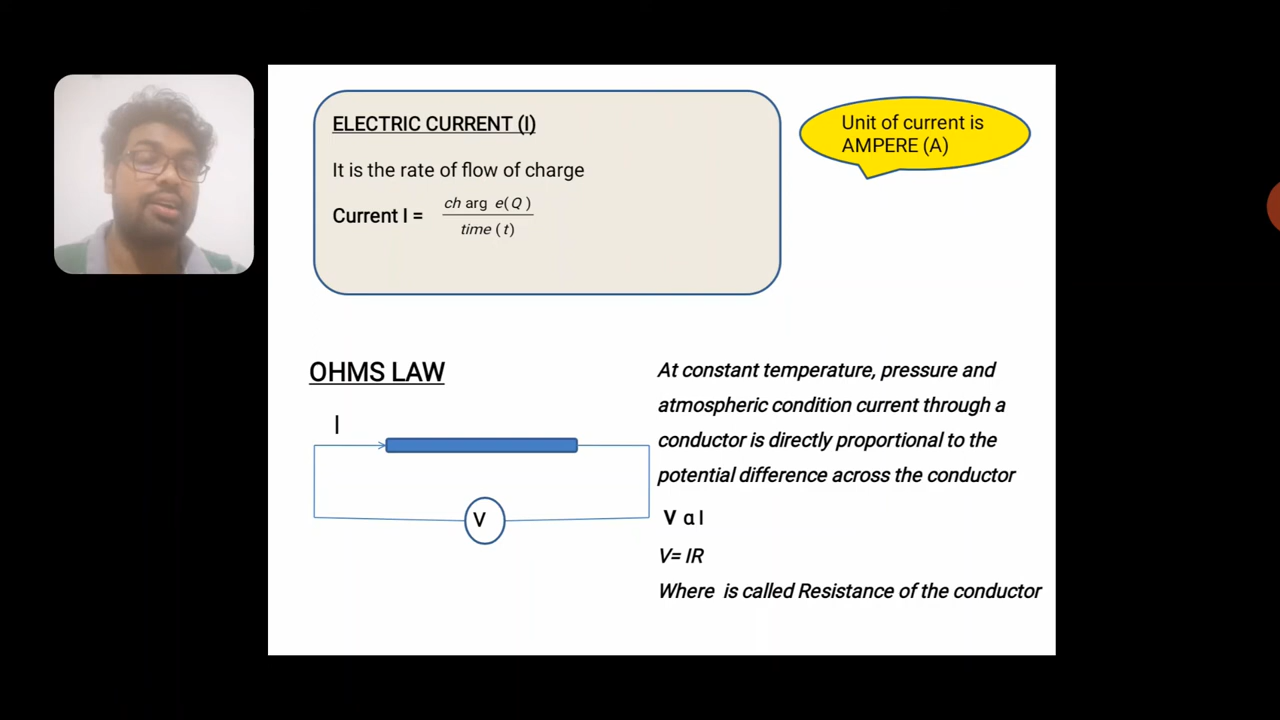 ELECTRIC CURRENT (I)
It is the rate of flow of charge
Current I = ch arg e(Q)
time (t)
Unit of current is
AMPERE (A)
OHMS LAW
I
V
At constant temperature, pressure and
atmospheric condition current through a
conductor is directly proportional to the
potential difference across the conductor
V α I
V= IR
Where is called Resistance of the conductor